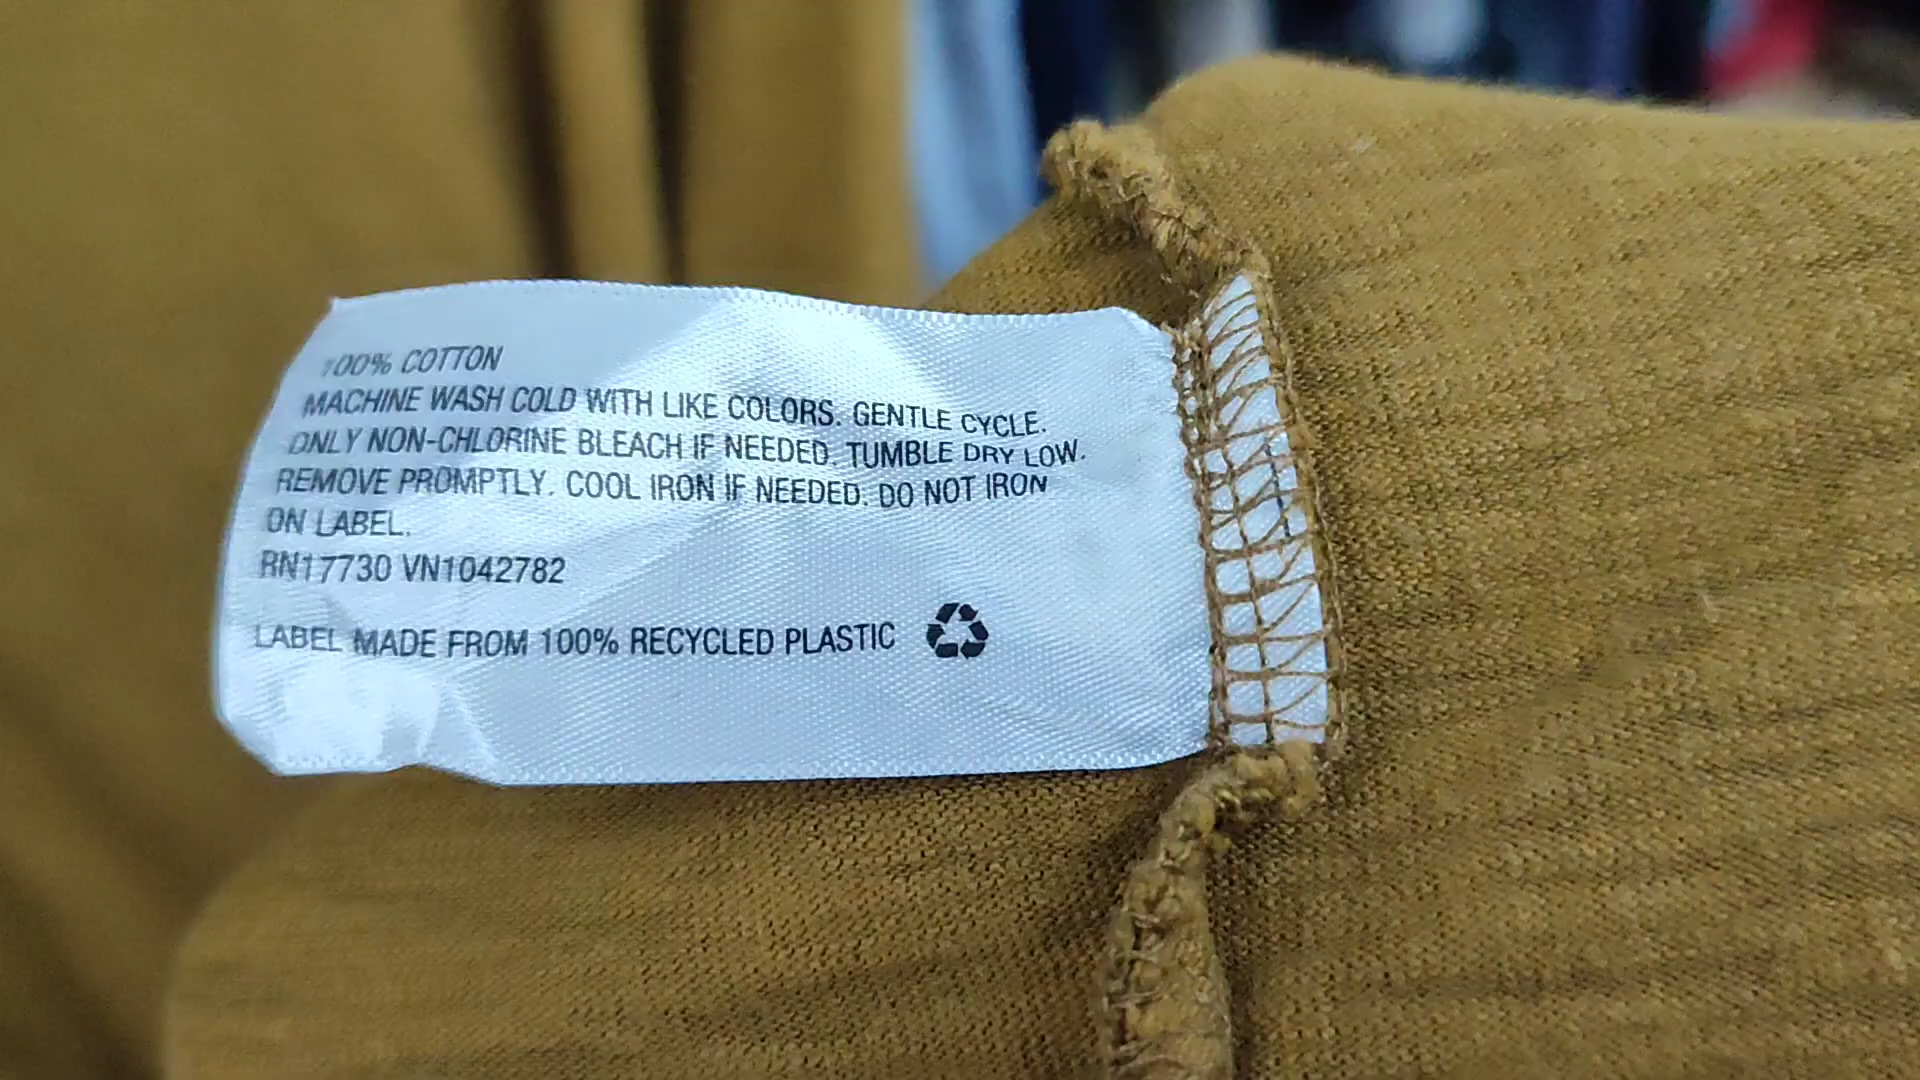 100% COTTON
MACHINE WASH COLD WITH LIKE COLORS. GENTLE CYCLE.
ONLY NON-CHLORINE BLEACH IF NEEDED. TUMBLE DRY LOW.
REMOVE PROMPTLY. COOL IRON IF NEEDED. DO NOT IRON
ON LABEL.
RN17730 VN1042782
LABEL MADE FROM 100% RECYCLED PLASTIC